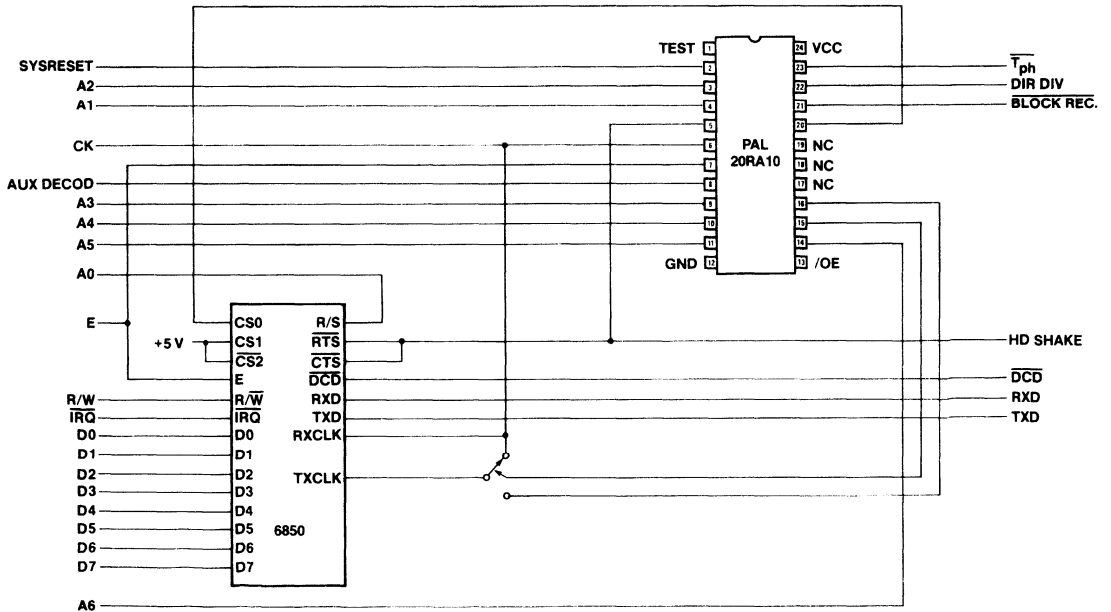 TEST 1 24 VCC
SYSRESET 2 23 Tph
A2 3 22 DIR DIV
A1 4 21 BLOCK REC.
5 20
CK 6 PAL 19 NC
7 20RA10 18 NC
AUX DECOD 8 17 NC
A3 9 16
A4 10 15
A5 11 14
GND 12 13 /OE
A0
E CS0 R/S
+5 V CS1 RTS HD SHAKE
CS2 CTS
E DCD DCD
R/W R/W RXD RXD
IRQ IRQ TXD TXD
D0 D0 RXCLK
D1 D1
D2 D2 TXCLK
D3 D3
D4 D4
D5 D5 6850
D6 D6
D7 D7
A6